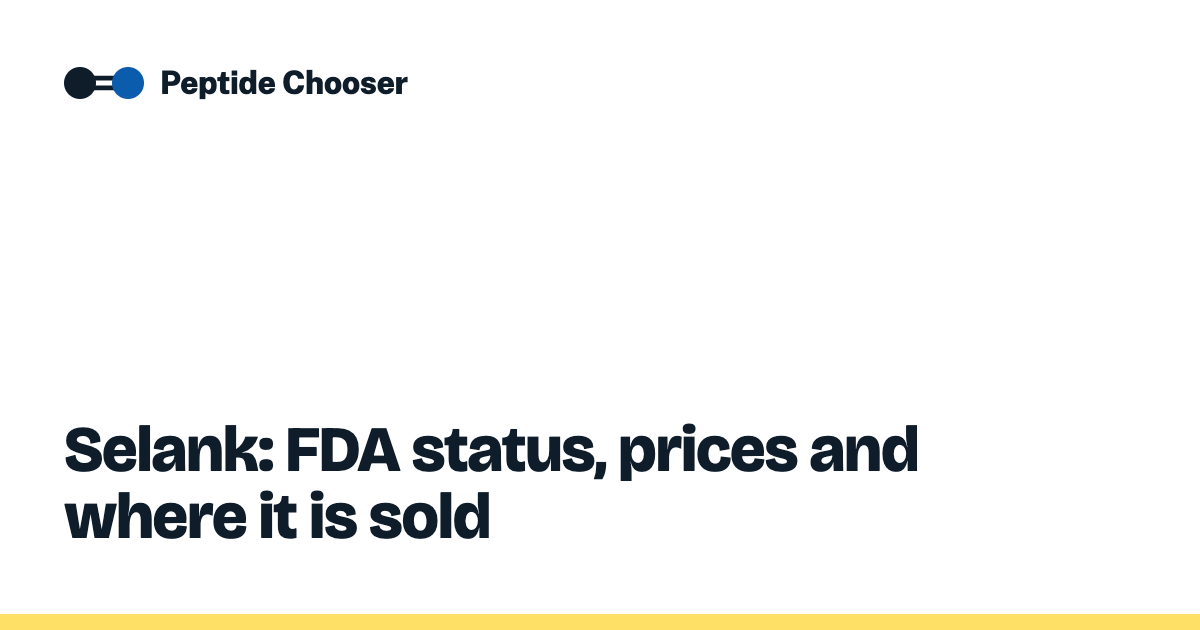 Peptide Chooser
Selank: FDA status, prices and
where it is sold